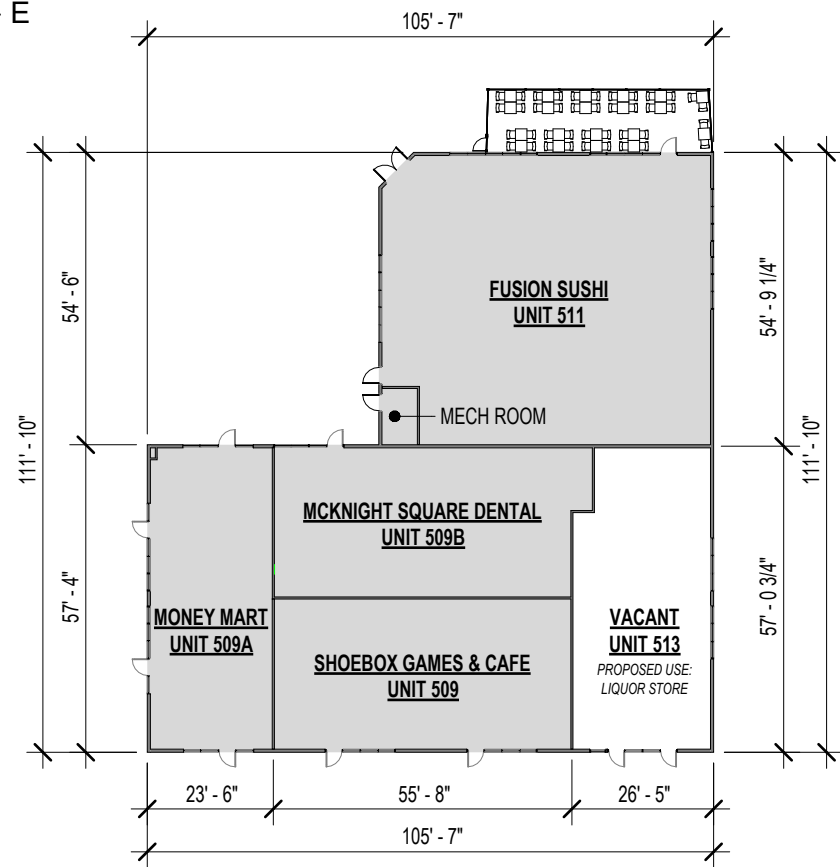 E
105' - 7"
54' - 6"
111' - 10"
57' - 4"
54' - 9 1/4"
111' - 10"
57' - 0 3/4"
FUSION SUSHI
UNIT 511
MECH ROOM
MCKNIGHT SQUARE DENTAL
UNIT 509B
MONEY MART
UNIT 509A
SHOEBOX GAMES & CAFE
UNIT 509
VACANT
UNIT 513
PROPOSED USE:
LIQUOR STORE
23' - 6"
55' - 8"
26' - 5"
105' - 7"